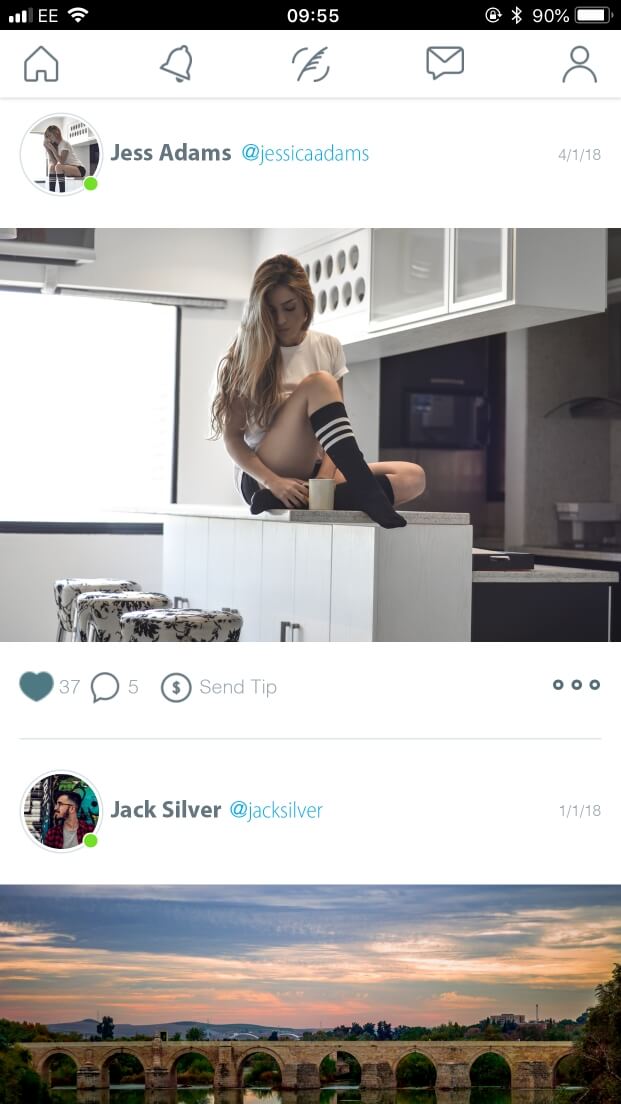 EE 09:55 90%
Jess Adams @jessicaadams 4/1/18
37 5 $ Send Tip
Jack Silver @jacksilver 1/1/18